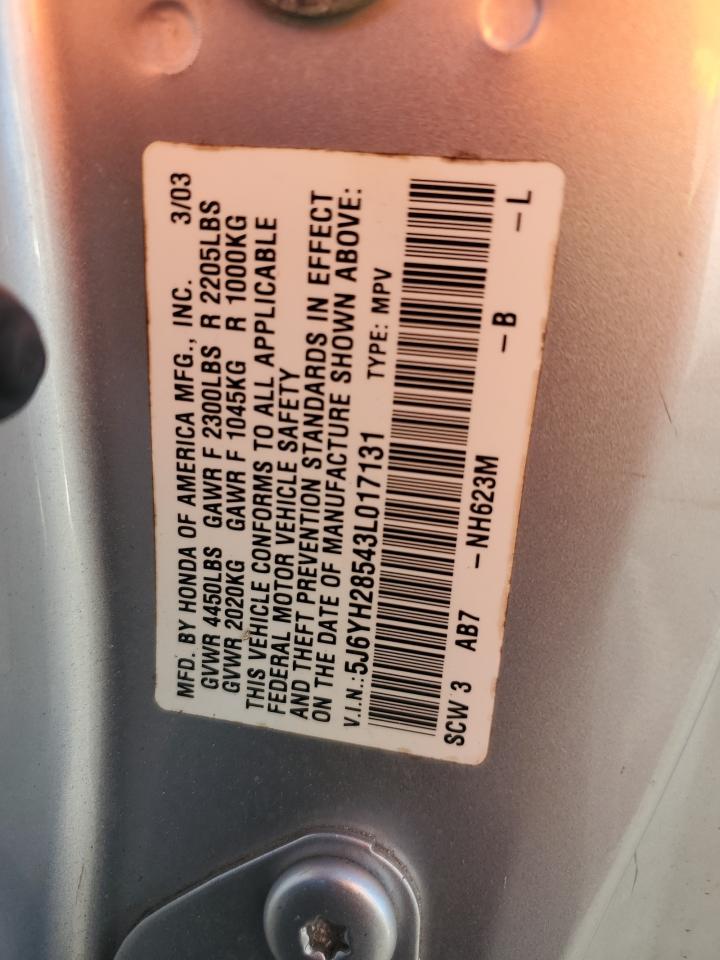 MFD. BY HONDA OF AMERICA MFG., INC. 3/03
GVWR 4450LBS GAWR F 2300LBS R 2205LBS
GVWR 2020KG GAWR F 1045KG R 1000KG
THIS VEHICLE CONFORMS TO ALL APPLICABLE
FEDERAL MOTOR VEHICLE SAFETY
AND THEFT PREVENTION STANDARDS IN EFFECT
ON THE DATE OF MANUFACTURE SHOWN ABOVE:
V.I.N.:5J6YH28543L017131 TYPE: MPV
SCW 3 AB7 -NH623M -B -L